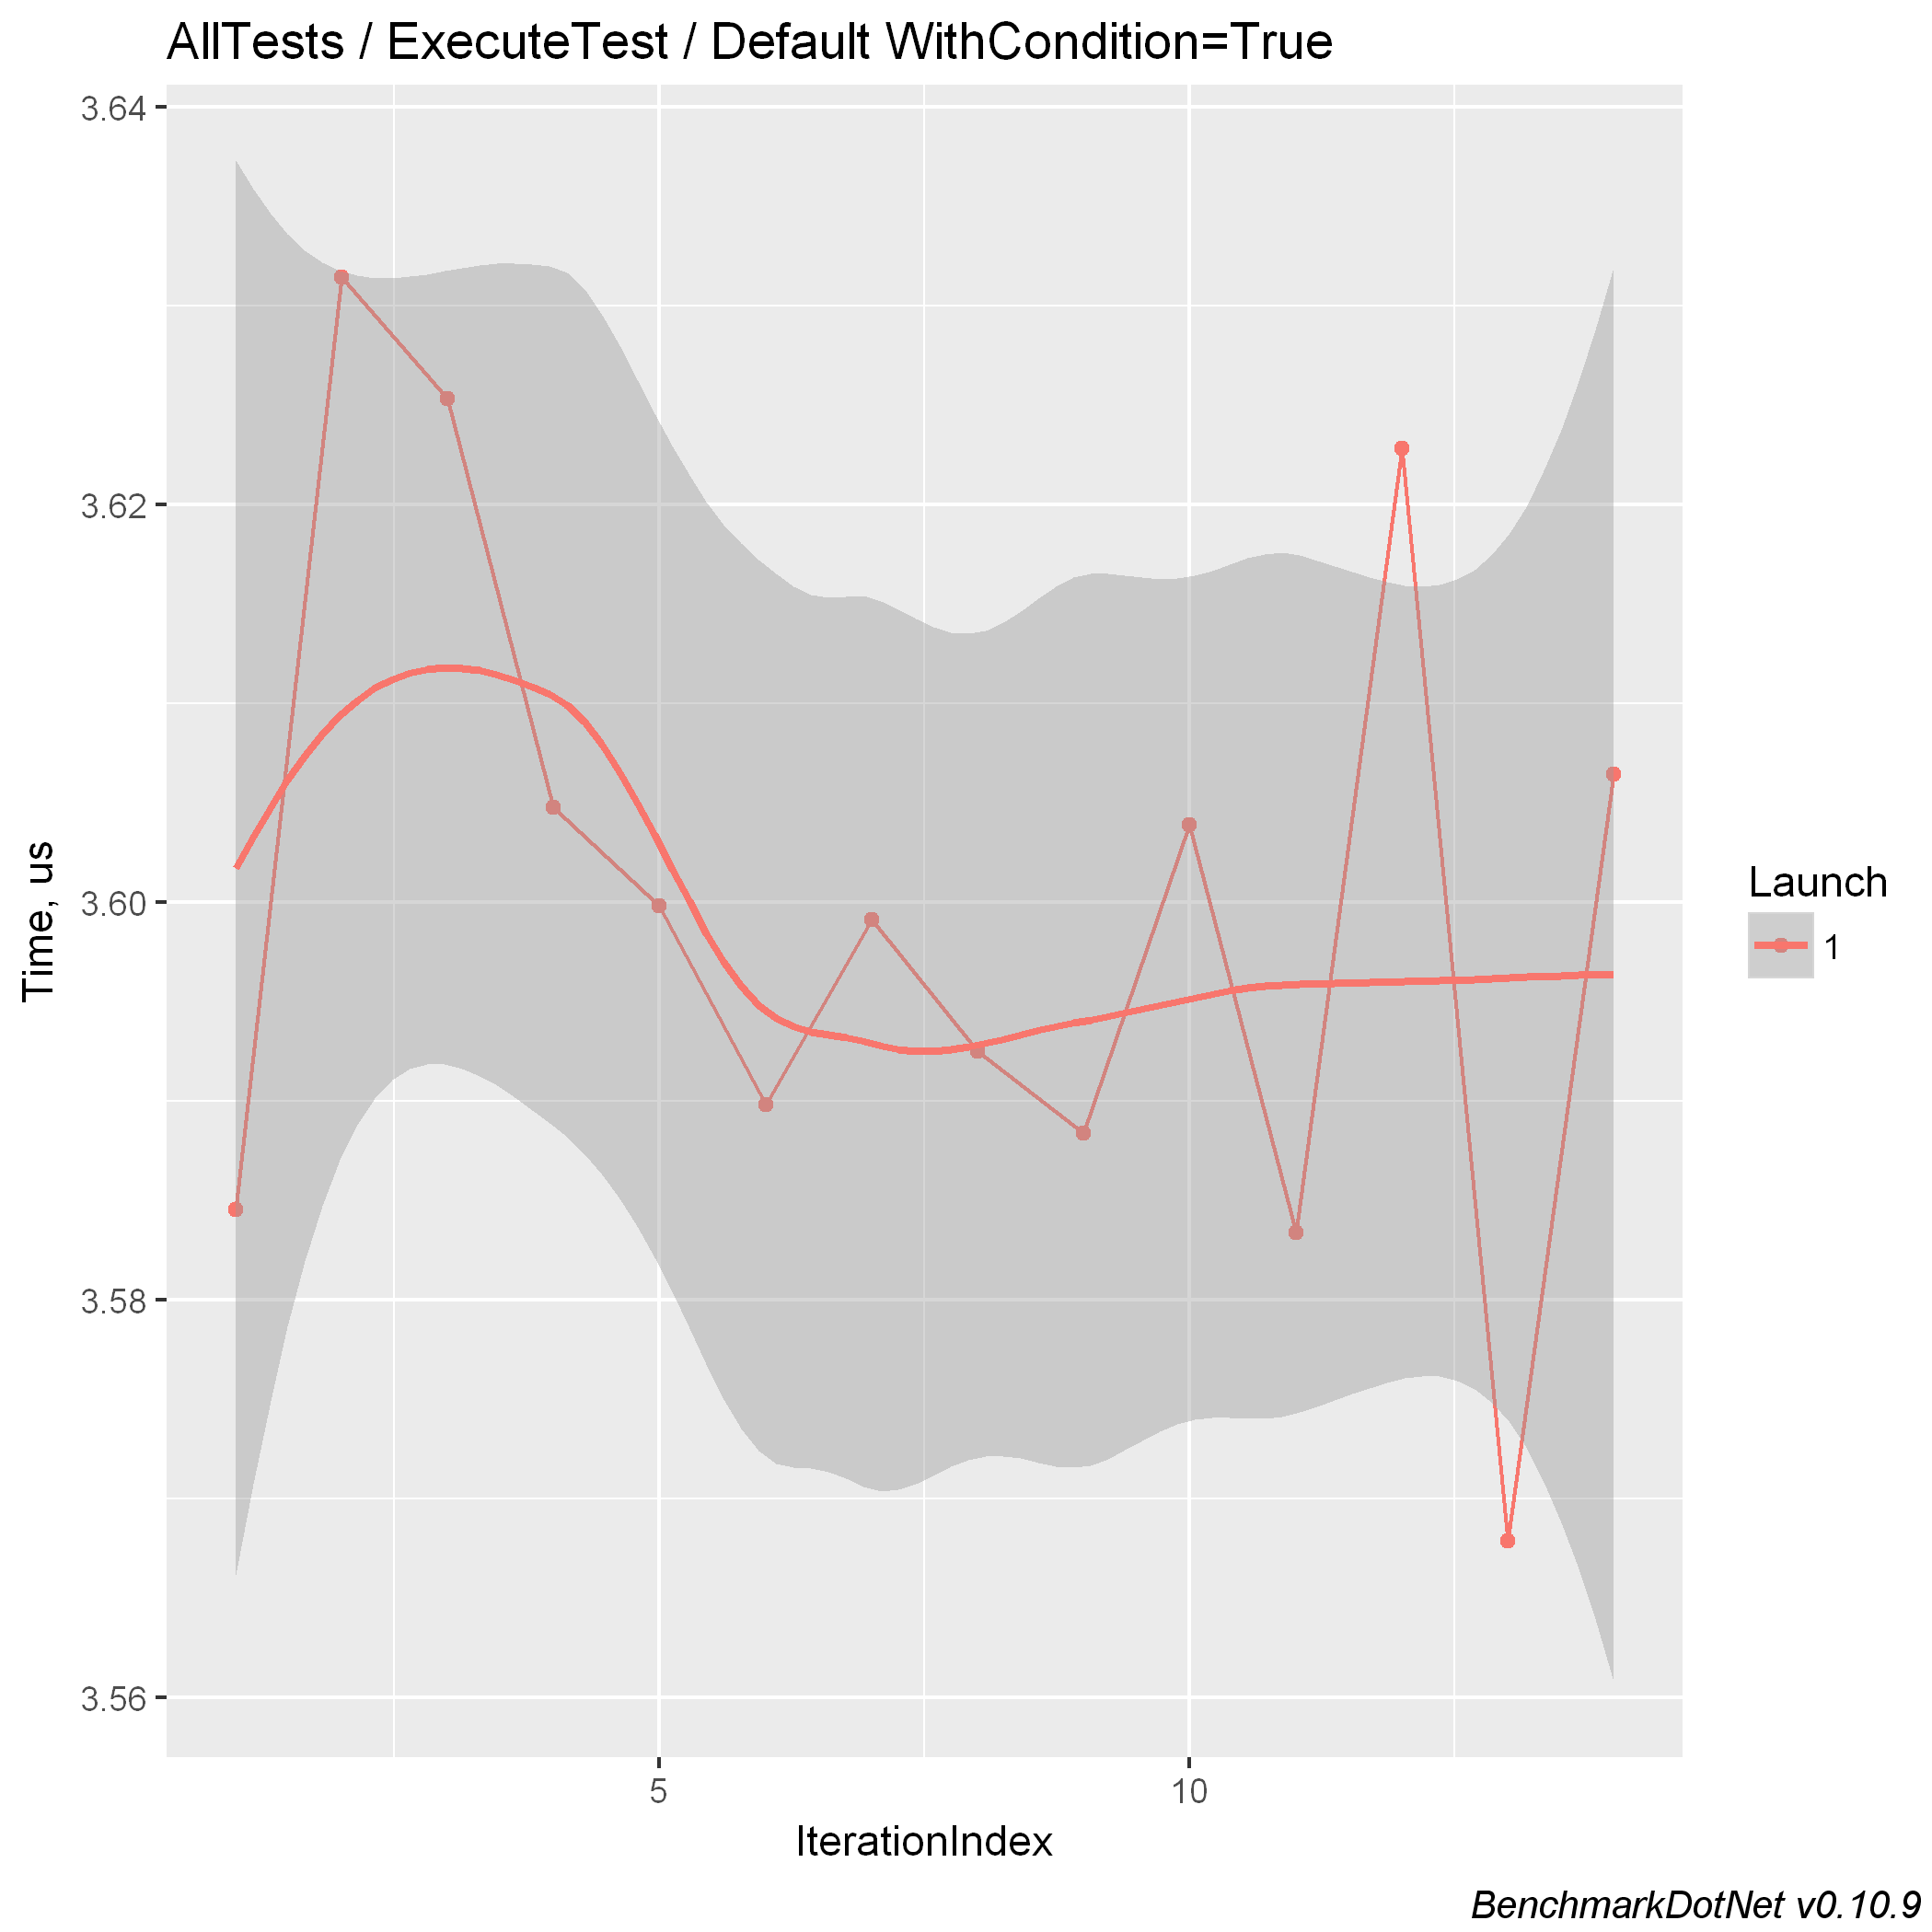 AllTests / ExecuteTest / Default WithCondition=True
3.64
3.62
3.60
3.58
3.56
Time, us
5
10
IterationIndex
Launch
1
BenchmarkDotNet v0.10.9